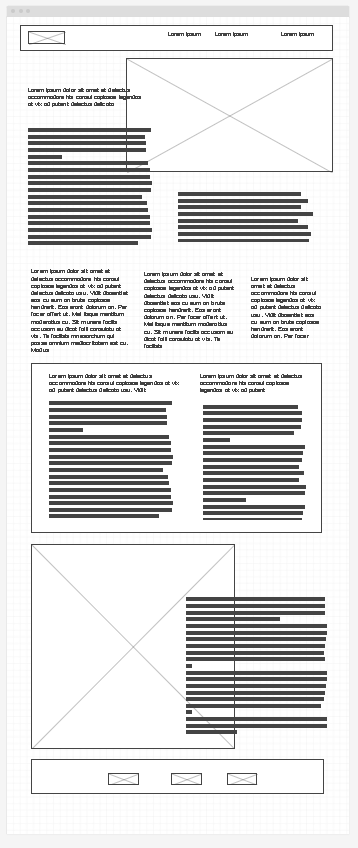 Lorem ipsum Lorem ipsum Lorem ipsum
Lorem ipsum dolor sit amet et delectus
accommodare his consul copiosae legendos
at vix ad putent delectus delicata
Lorem ipsum dolor sit amet et
delectus accommodare his consul
copiosae legendos at vix ad putent
delectus delicata usu. Vidit dissentiet
eos cu eum an brute copiosae
hendrerit. Eos erant dolorum an. Per
facer affert ut. Mei iisque mentitum
moderatius cu. Sit munere facilis
accusam eu dicat falli consulatu at
vis. Te facilisis mnesarchum qui
posse omnium mediocritatem est cu.
Modus
Lorem ipsum dolor sit amet et
delectus accommodare his consul
copiosae legendos at vix ad putent
delectus delicata usu. Vidit
dissentiet eos cu eum an brute
copiosae hendrerit. Eos erant
dolorum an. Per facer affert ut.
Mei iisque mentitum moderatius
cu. Sit munere facilis accusam eu
dicat falli consulatu at vis. Te
facilisis
Lorem ipsum dolor sit
amet et delectus
accommodare his consul
copiosae legendos at vix
ad putent delectus delicata
usu. Vidit dissentiet eos
cu eum an brute copiosae
hendrerit. Eos erant
dolorum an. Per facer
Lorem ipsum dolor sit amet et delectus
accommodare his consul copiosae legendos at vix
ad putent delectus delicata usu. Vidit
Lorem ipsum dolor sit amet et
delectus accommodare his consul copiosae
legendos at vix ad putent